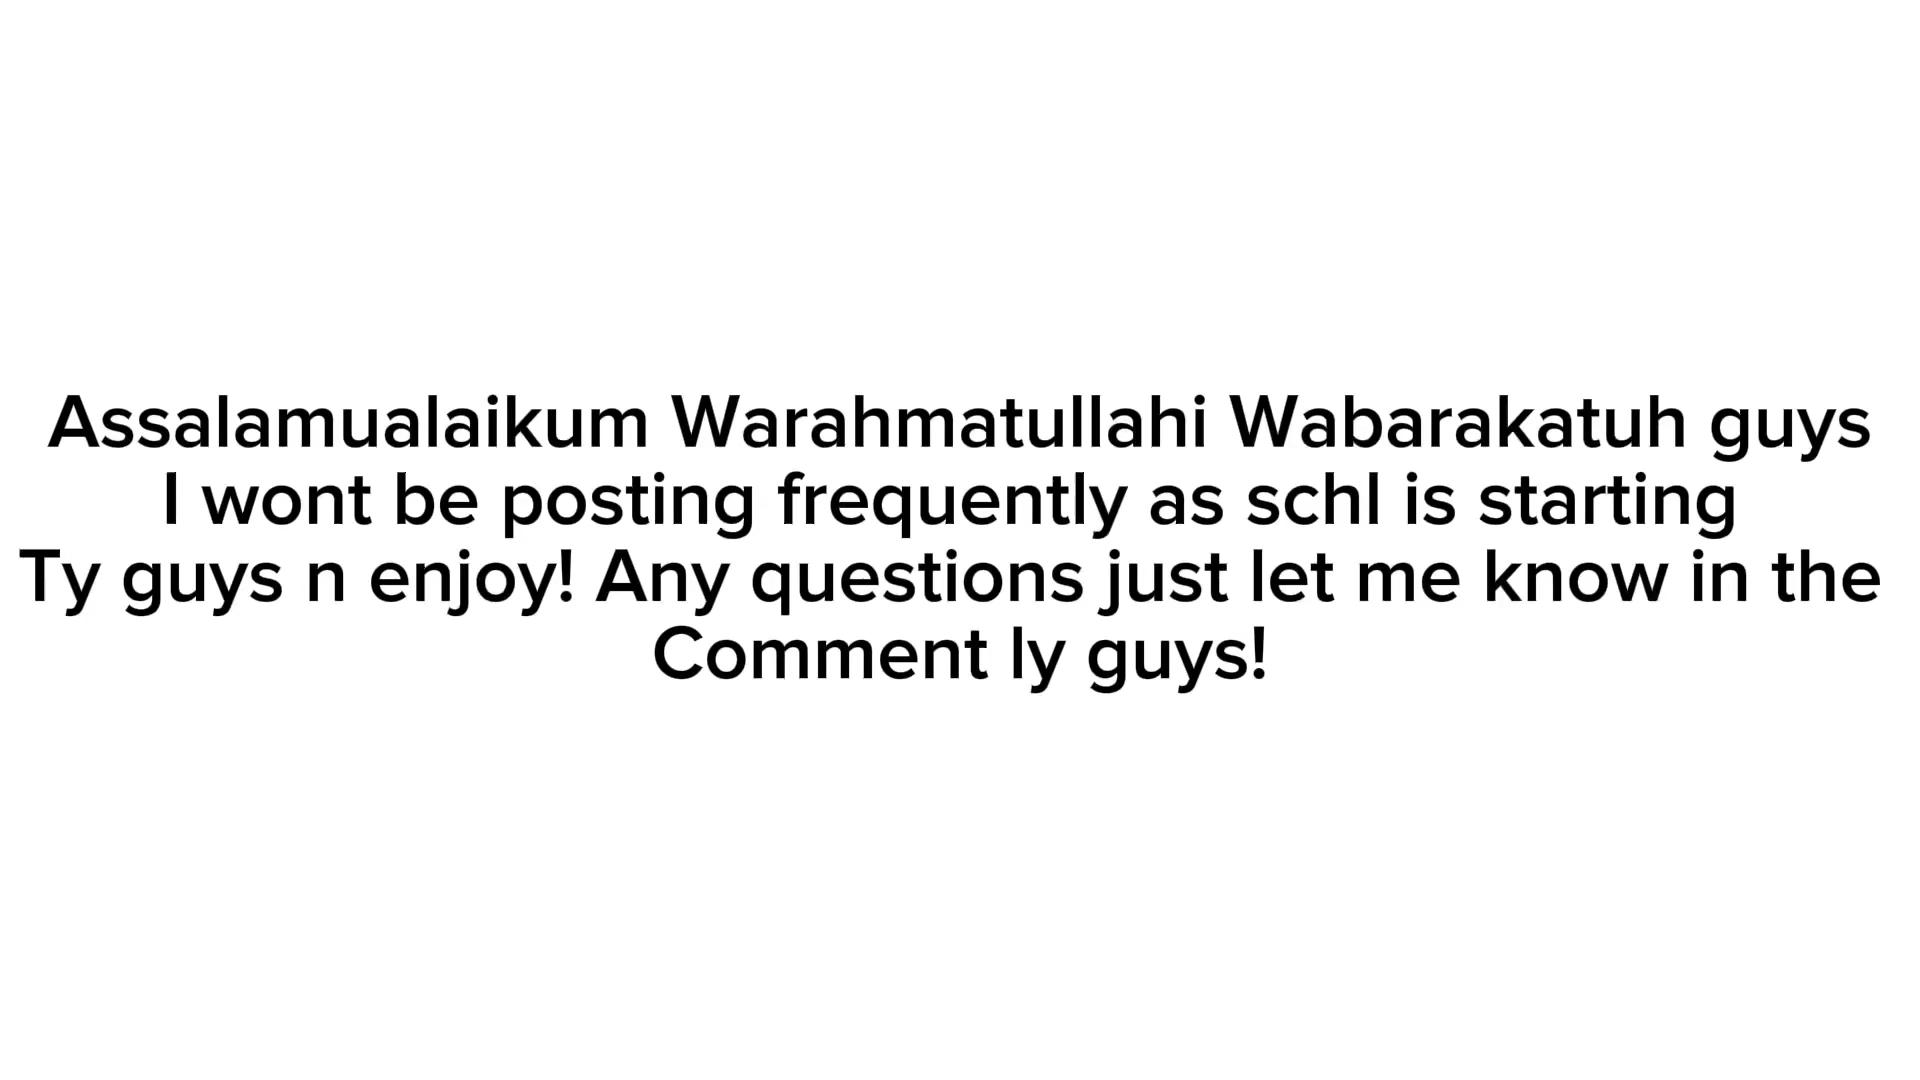 Assalamualaikum Warahmatullahi Wabarakatuh guys
I wont be posting frequently as schl is starting
Ty guys n enjoy! Any questions just let me know in the
Comment ly guys!